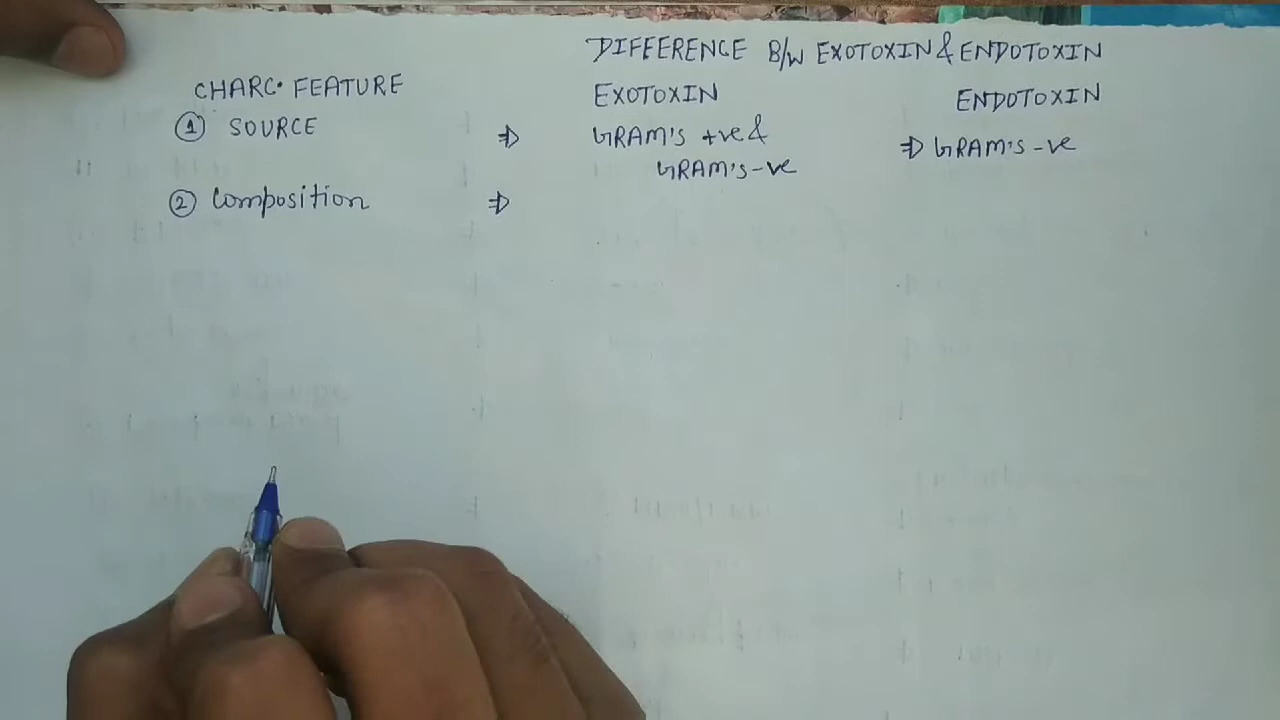 DIFFERENCE B/W EXOTOXIN & ENDOTOXIN
CHARC. FEATURE EXOTOXIN ENDOTOXIN
① SOURCE ⇒ GRAM'S +ve & ⇒ GRAM'S -ve
GRAM'S -ve
② Composition ⇒